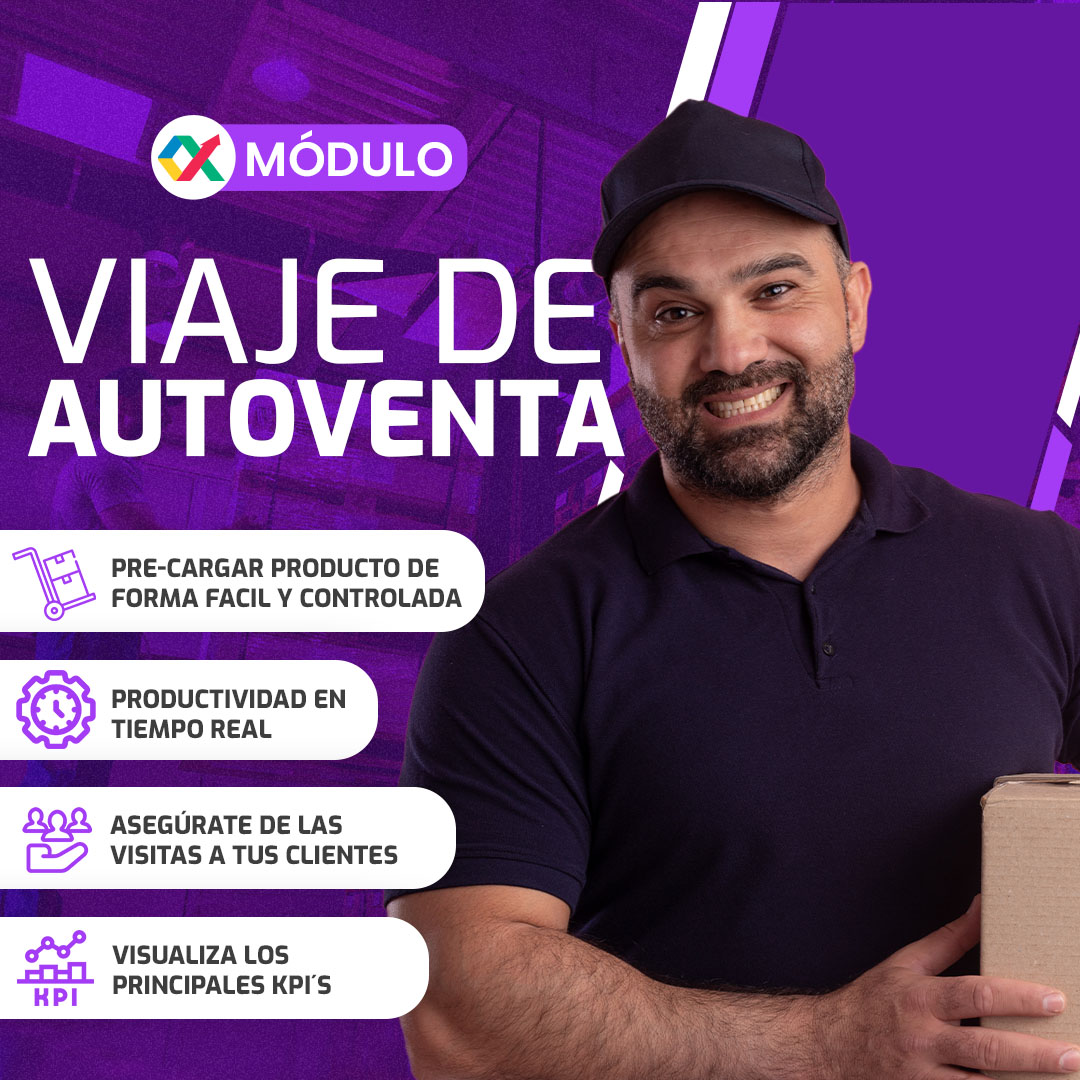 MÓDULO
VIAJE DE
AUTOVENTA
PRE-CARGAR PRODUCTO DE
FORMA FACIL Y CONTROLADA
PRODUCTIVIDAD EN
TIEMPO REAL
ASEGÚRATE DE LAS
VISITAS A TUS CLIENTES
KPI
VISUALIZA LOS
PRINCIPALES KPI´S